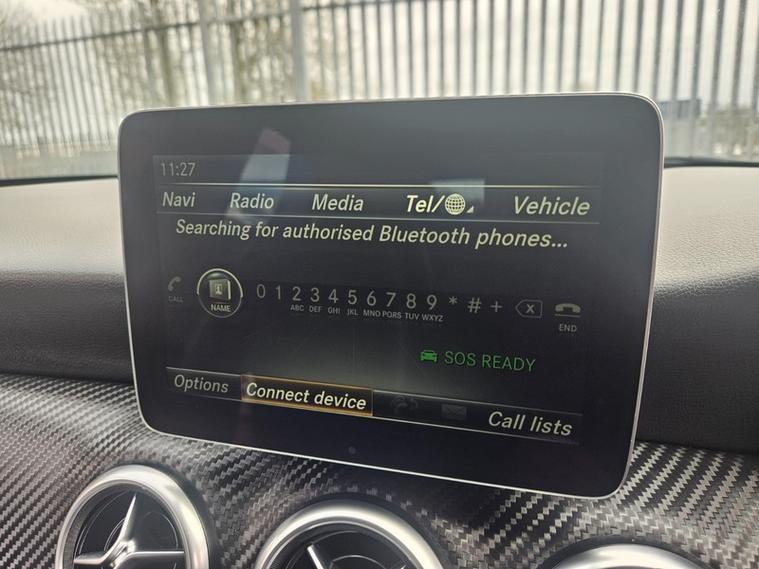 11:27
Navi Radio Media Tel/ Vehicle
Searching for authorised Bluetooth phones...
CALL NAME 0 1 2 3 4 5 6 7 8 9 * # + X END
ABC DEF GHI JKL MNO PQRS TUV WXYZ
SOS READY
Options Connect device Call lists